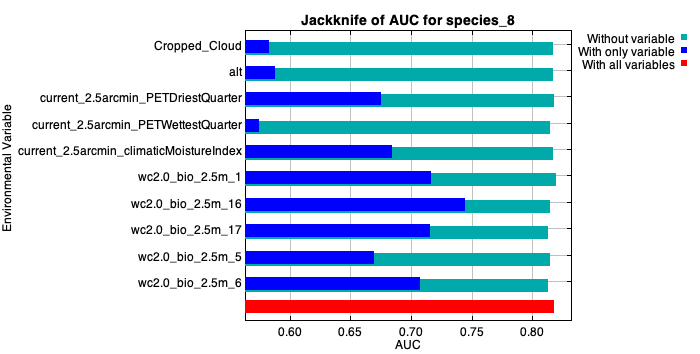 Jackknife of AUC for species_8
Without variable
With only variable
With all variables
Environmental Variable
Cropped_Cloud
alt
current_2.5arcmin_PETDriestQuarter
current_2.5arcmin_PETWettestQuarter
current_2.5arcmin_climaticMoistureIndex
wc2.0_bio_2.5m_1
wc2.0_bio_2.5m_16
wc2.0_bio_2.5m_17
wc2.0_bio_2.5m_5
wc2.0_bio_2.5m_6
0.60 0.65 0.70 0.75 0.80
AUC